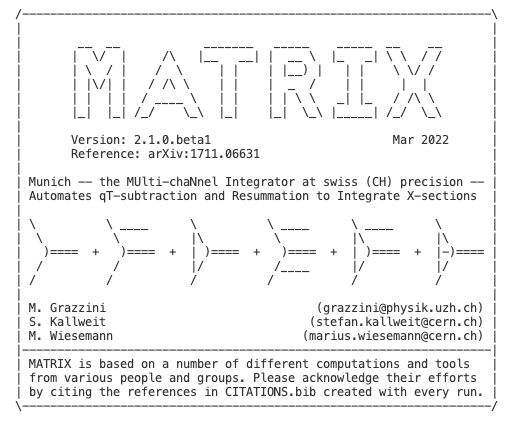 MATRIX
Version: 2.1.0.beta1 Mar 2022
Reference: arXiv:1711.06631
Munich -- the MUlti-chaNnel Integrator at swiss (CH) precision --
Automates qT-subtraction and Resummation to Integrate X-sections
M. Grazzini (grazzini@physik.uzh.ch)
S. Kallweit (stefan.kallweit@cern.ch)
M. Wiesemann (marius.wiesemann@cern.ch)
MATRIX is based on a number of different computations and tools
from various people and groups. Please acknowledge their efforts
by citing the references in CITATIONS.bib created with every run.